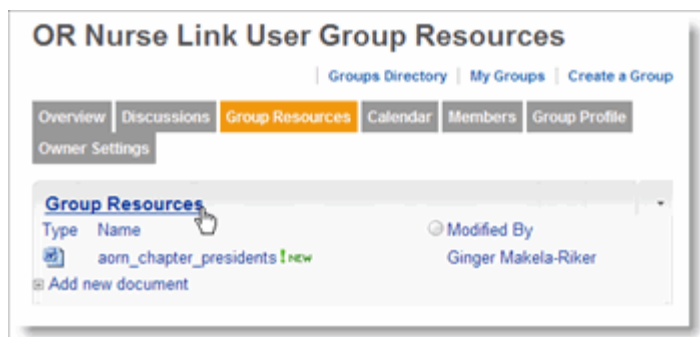 OR Nurse Link User Group Resources
Groups Directory | My Groups | Create a Group
Overview Discussions Group Resources Calendar Members Group Profile
Owner Settings
Group Resources
Type Name Modified By
aorn_chapter_presidents ! NEW Ginger Makela-Riker
Add new document